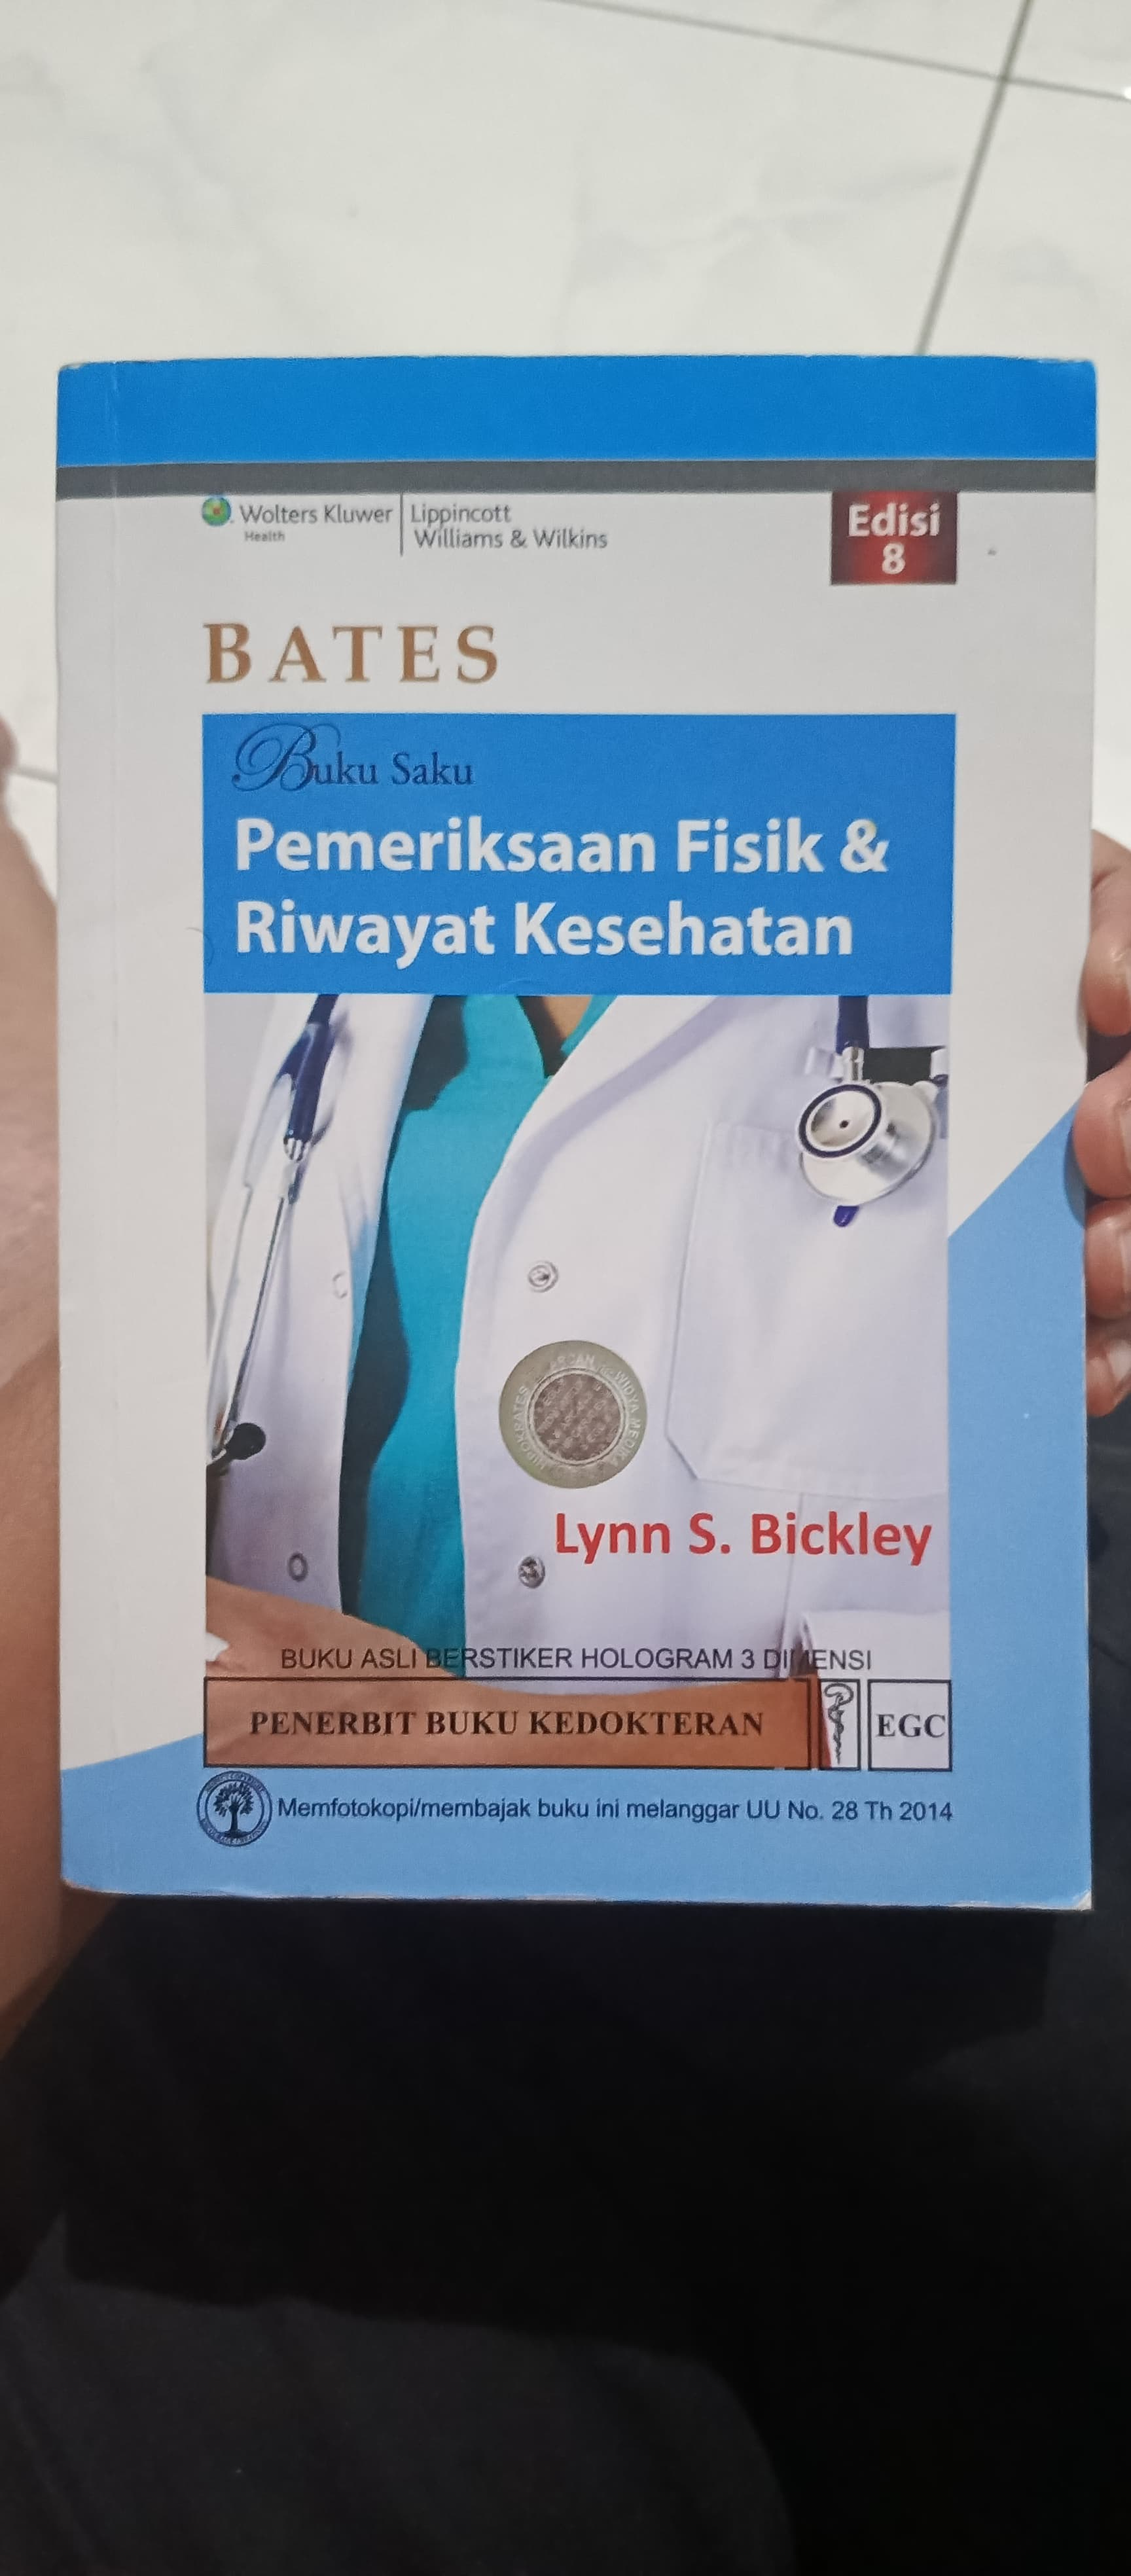 Wolters Kluwer
Health
Lippincott
Williams & Wilkins
Edisi
8
BATES
Buku Saku
Pemeriksaan Fisik &
Riwayat Kesehatan
Lynn S. Bickley
BUKU ASLI BERSTIKER HOLOGRAM 3 DIMENSI
PENERBIT BUKU KEDOKTERAN
EGC
Memfotokopi/membajak buku ini melanggar UU No. 28 Th 2014